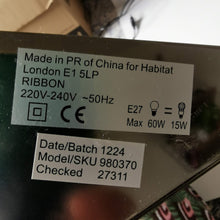 Made in PR of China for Habitat
London E1 5LP
RIBBON
220V-240V ~50Hz
E27 =
Max 60W 15W
Date/Batch 1224
Model/SKU 980370
Checked 27311